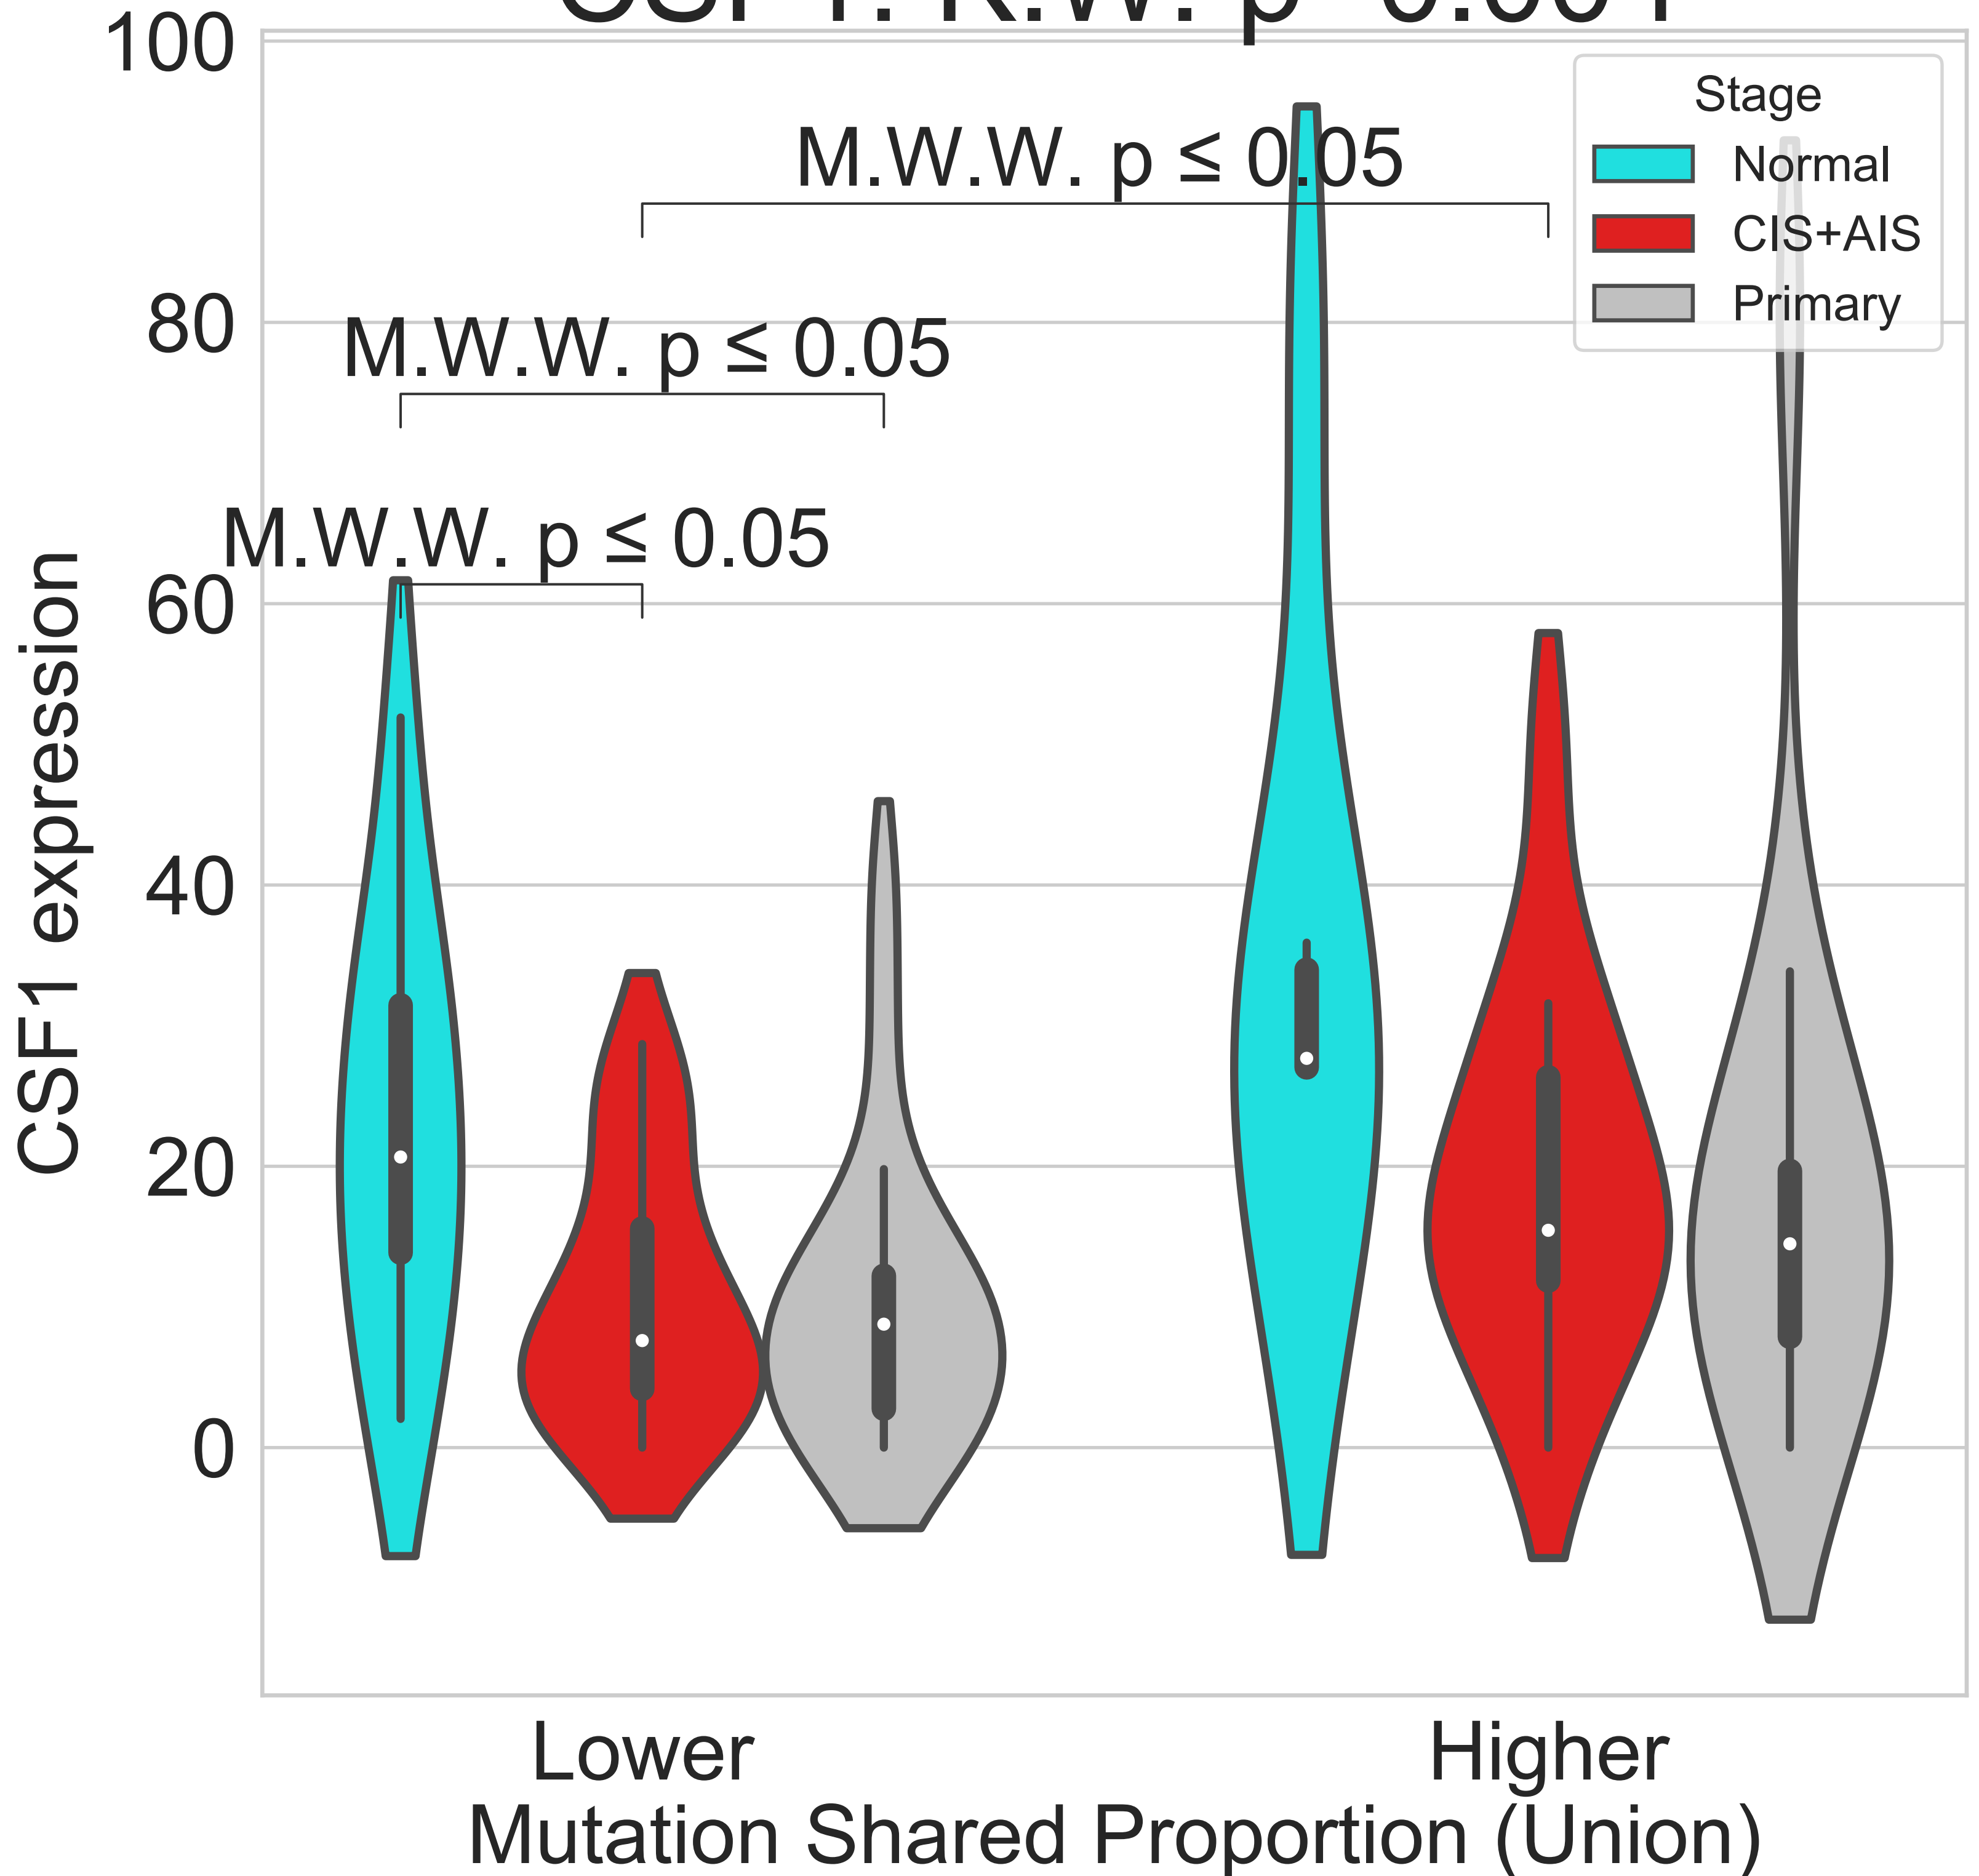 100
80
60
40
20
0
CSF1 expression
M.W.W. p ≤ 0.05
M.W.W. p ≤ 0.05
M.W.W. p ≤ 0.05
Stage
Normal
CIS+AIS
Primary
Lower
Higher
Mutation Shared Proportion (Union)